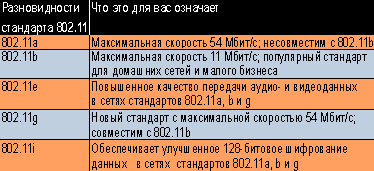 Разновидности Что это для вас означает
стандарта 802.11
802.11a Максимальная скорость 54 Мбит/с; несовместим с 802.11b
802.11b Максимальная скорость 11 Мбит/с; популярный стандарт
для домашних сетей и малого бизнеса
802.11e Повышенное качество передачи аудио- и видеоданных
в сетях стандартов 802.11a, b и g
802.11g Новый стандарт с максимальной скоростью 54 Мбит/с;
совместим с 802.11b
802.11i Обеспечивает улучшенное 128-битовое шифрование
данных в сетях стандартов 802.11a, b и g